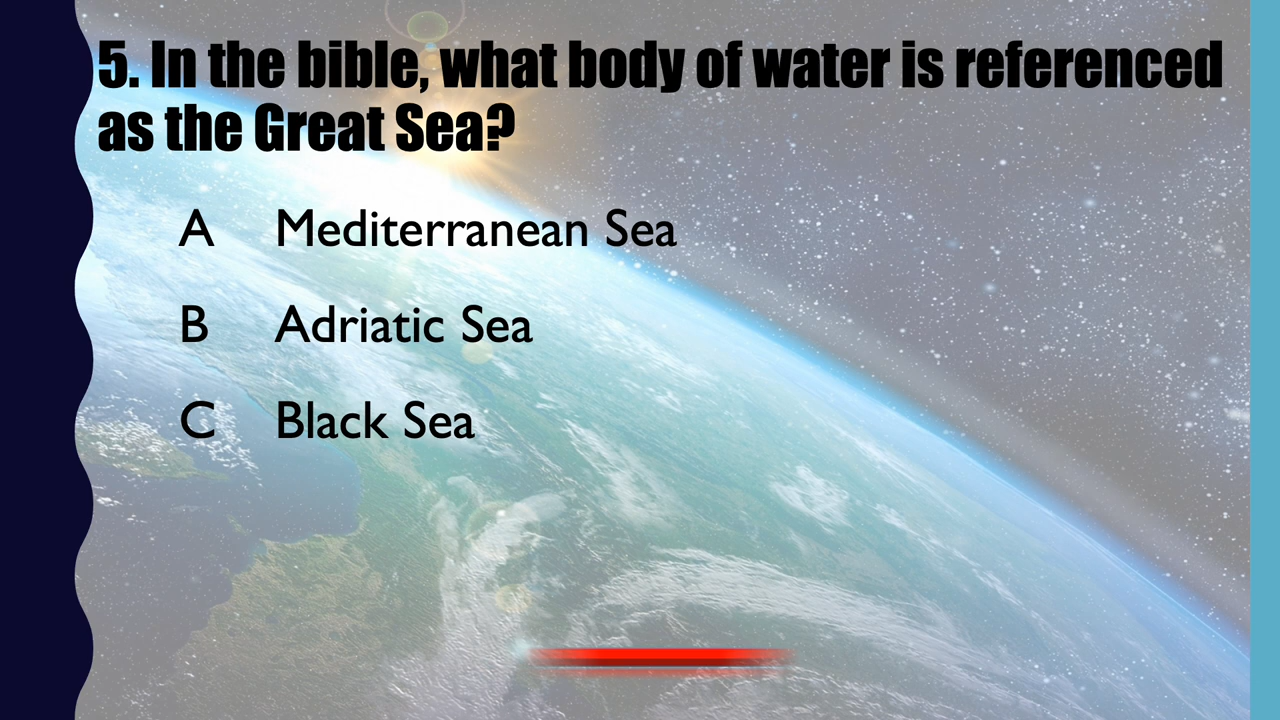 5. In the bible, what body of water is referenced
as the Great Sea?
A Mediterranean Sea
B Adriatic Sea
C Black Sea